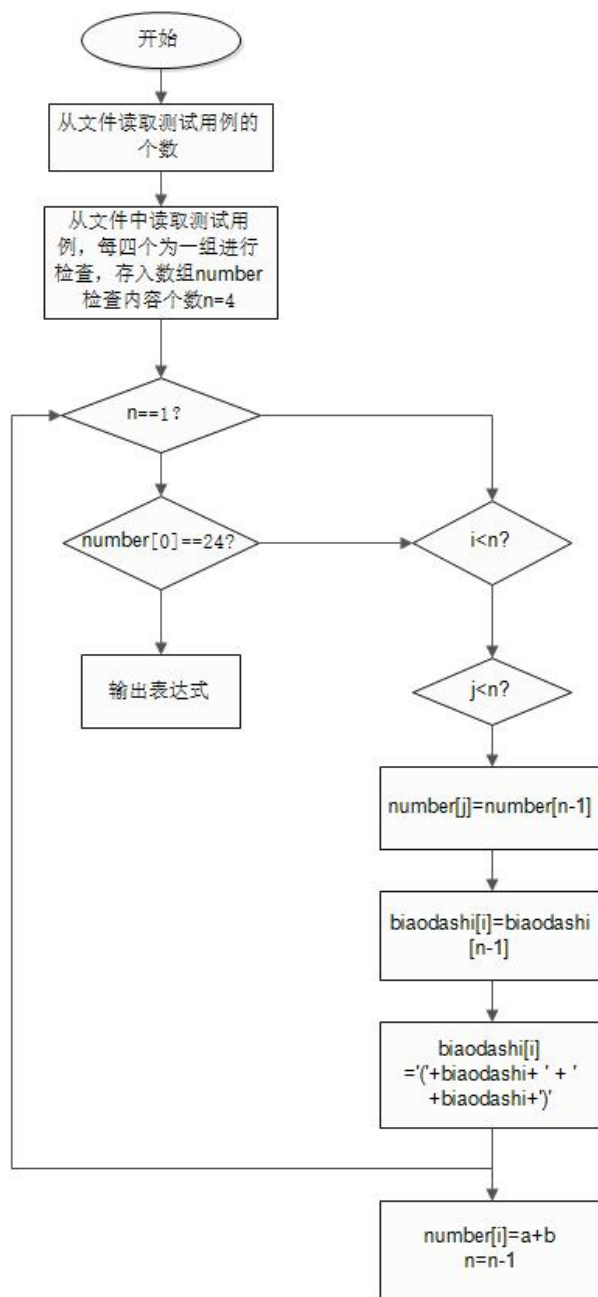 开始
从文件读取测试用例的
个数
从文件中读取测试用
例，每四个为一组进行
检查，存入数组number
检查内容个数n=4
n==1?
number[0]==24?
i<n?
输出表达式
j<n?
number[j]=number[n-1]
biaodashi[i]=biaodashi
[n-1]
biaodashi[i]
='('+biaodashi+ ' + '
+biaodashi+')'
number[i]=a+b
n=n-1